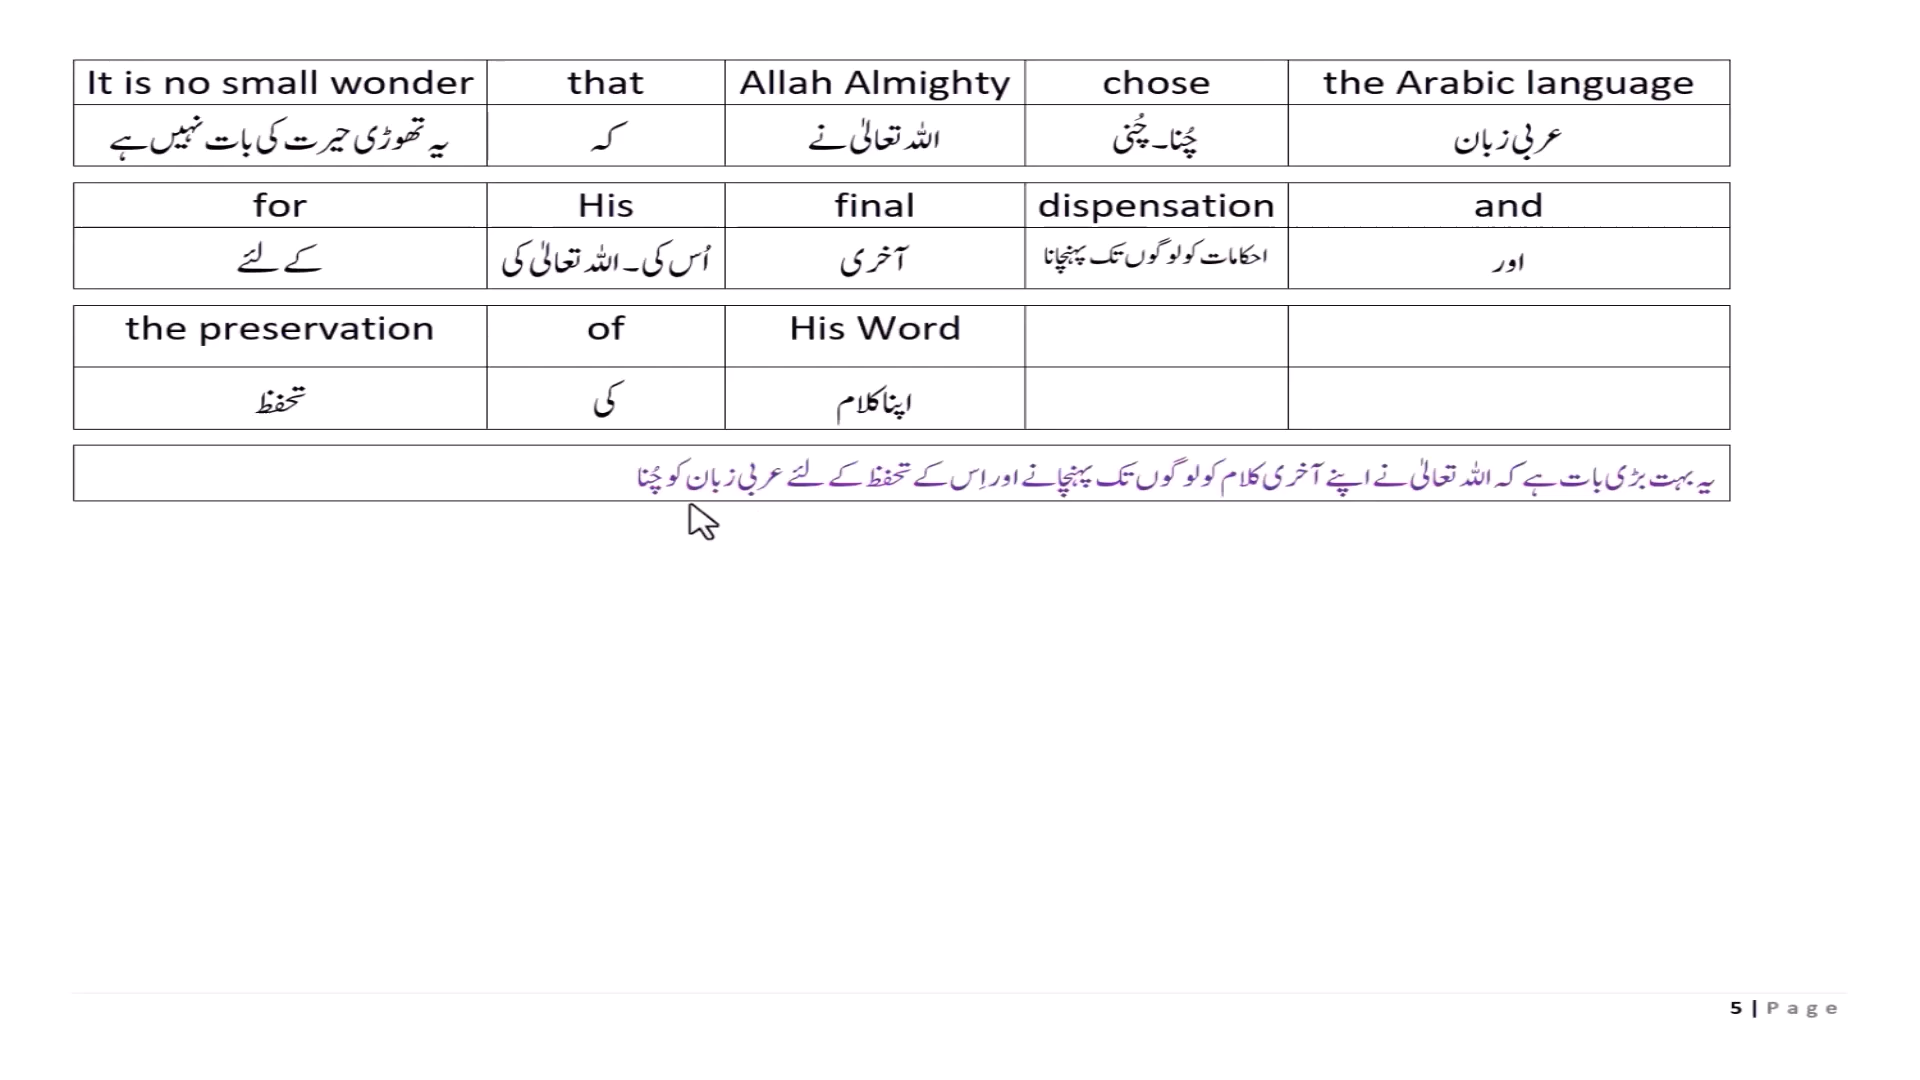 It is no small wonder that Allah Almighty chose the Arabic language
یہ تھوڑی حیرت کی بات نہیں ہے کہ اللہ تعالیٰ نے چُنا۔چُنی عربی زبان
for His final dispensation and
کے لئے اُس کی۔اللہ تعالیٰ کی آخری احکامات کو لوگوں تک پہنچانا اور
the preservation of His Word
تحفظ کی اپنا کلام
یہ بہت بڑی بات ہے کہ اللہ تعالیٰ نے اپنے آخری کلام کو لوگوں تک پہنچانے اور اِس کے تحفظ کے لئے عربی زبان کو چُنا
5 | Page